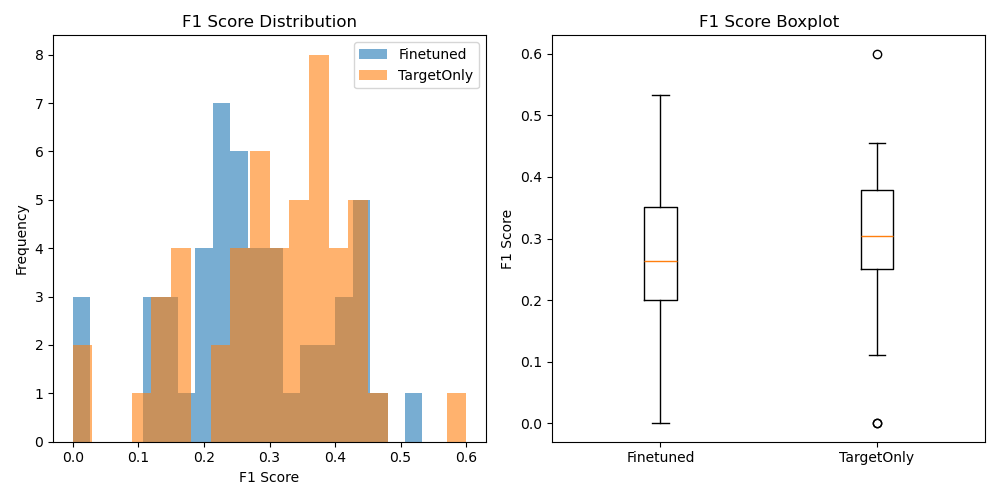 F1 Score Distribution
Finetuned
TargetOnly
Frequency
8
7
6
5
4
3
2
1
0
0.0 0.1 0.2 0.3 0.4 0.5 0.6
F1 Score
F1 Score Boxplot
F1 Score
0.6
0.5
0.4
0.3
0.2
0.1
0.0
Finetuned TargetOnly